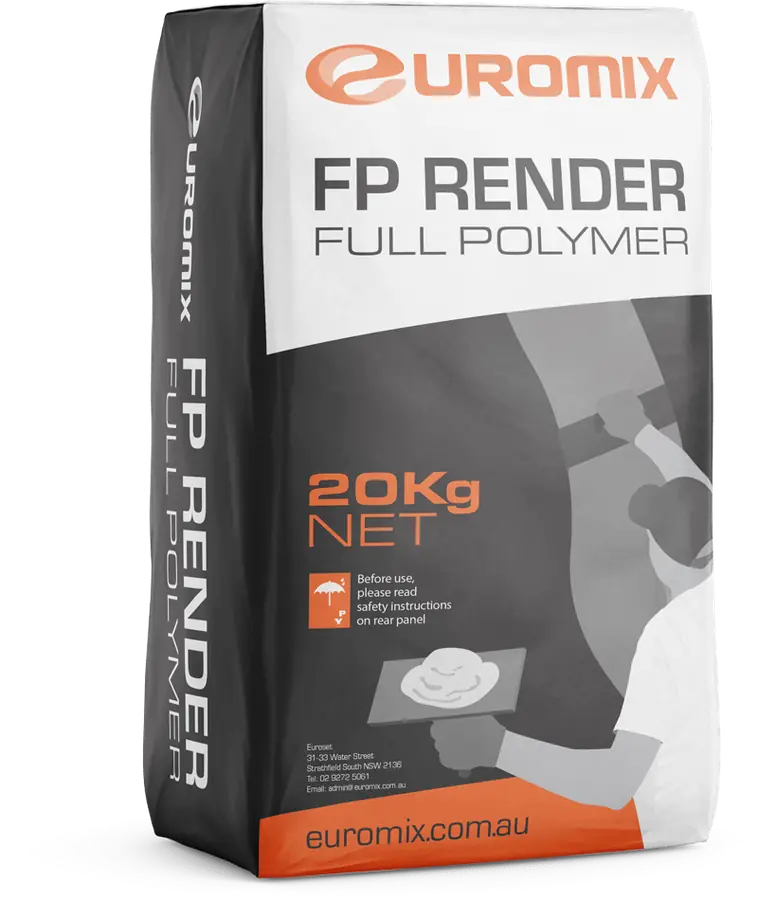 EUROMIX
FP RENDER
FULL POLYMER
20Kg
NET
Before use,
please read
safety instructions
on rear panel
P
Y
Euroset
31-33 Water Street
Strathfield South NSW 2136
Tel: 02 9272 5061
Email: admin@euromix.com.au
euromix.com.au
EUROMIX
FP RENDER
FULL POLYMER